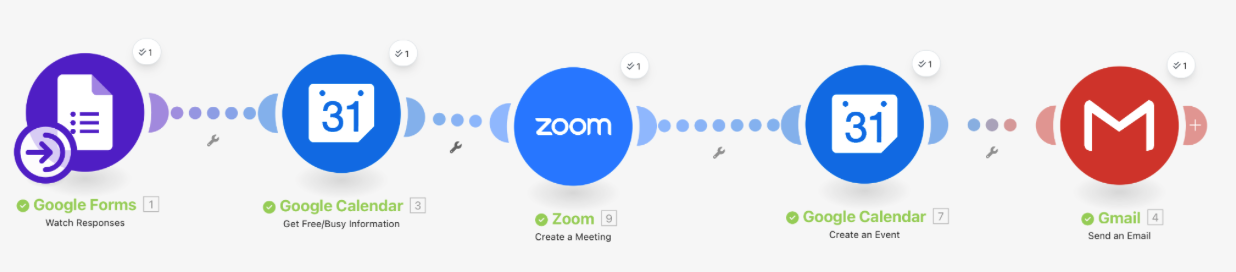 1
1
1
1
1
31
zoom
31
Google Forms 1
Watch Responses
Google Calendar 3
Get Free/Busy Information
Zoom 9
Create a Meeting
Google Calendar 7
Create an Event
Gmail 4
Send an Email